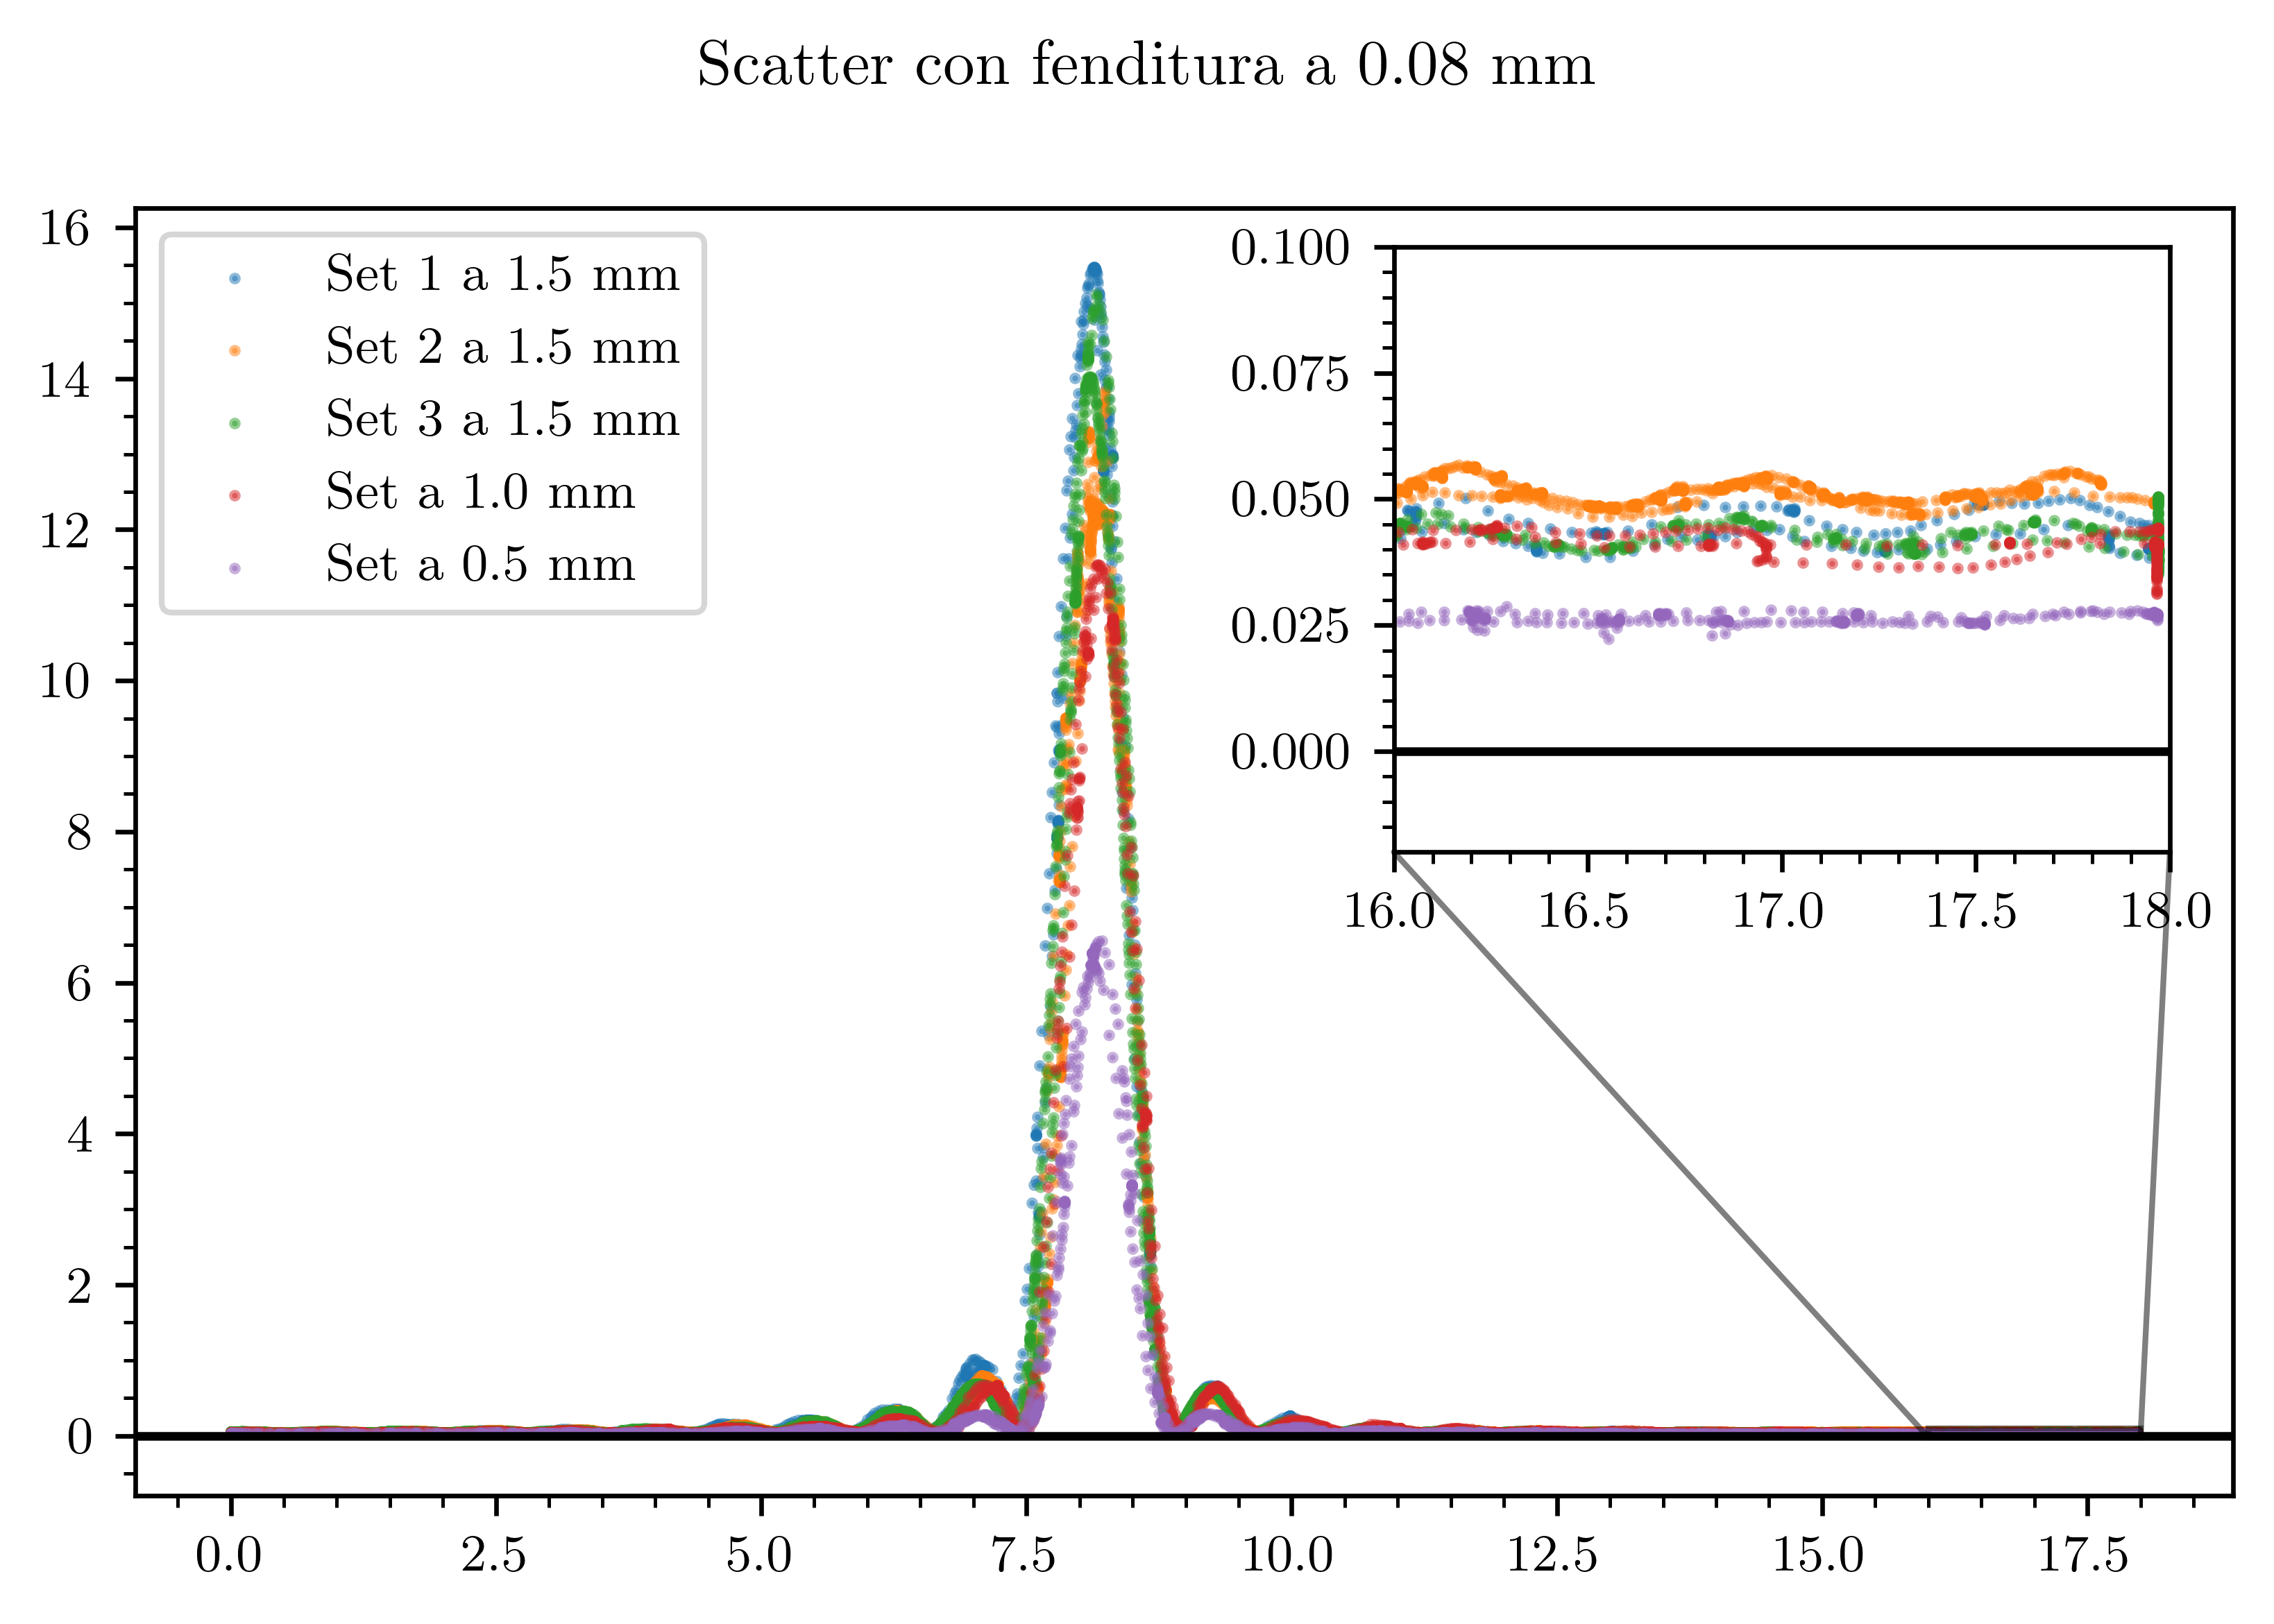 Scatter con fenditura a 0.08 mm
16
14
12
10
8
6
4
2
0
0.0 2.5 5.0 7.5 10.0 12.5 15.0 17.5
Set 1 a 1.5 mm
Set 2 a 1.5 mm
Set 3 a 1.5 mm
Set a 1.0 mm
Set a 0.5 mm
0.100
0.075
0.050
0.025
0.000
16.0 16.5 17.0 17.5 18.0